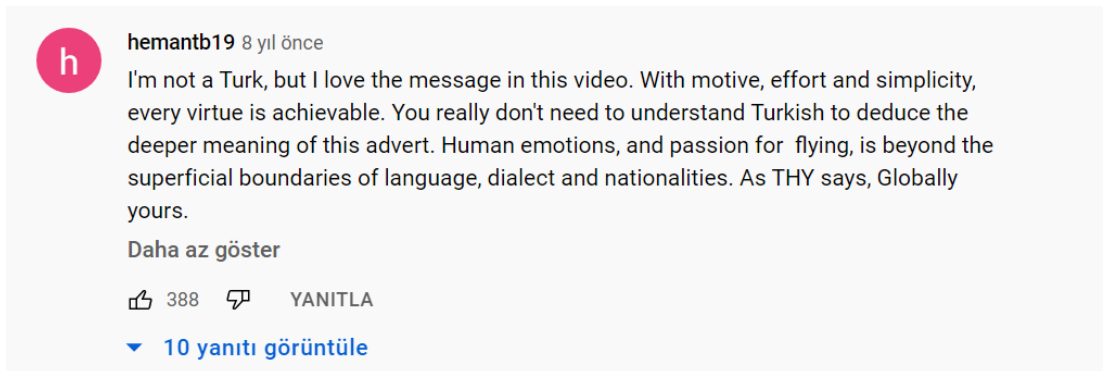 h
hemantb19 8 yıl önce
I'm not a Turk, but I love the message in this video. With motive, effort and simplicity,
every virtue is achievable. You really don't need to understand Turkish to deduce the
deeper meaning of this advert. Human emotions, and passion for  flying, is beyond the
superficial boundaries of language, dialect and nationalities. As THY says, Globally
yours.
Daha az göster
388 YANITLA
10 yanıtı görüntüle